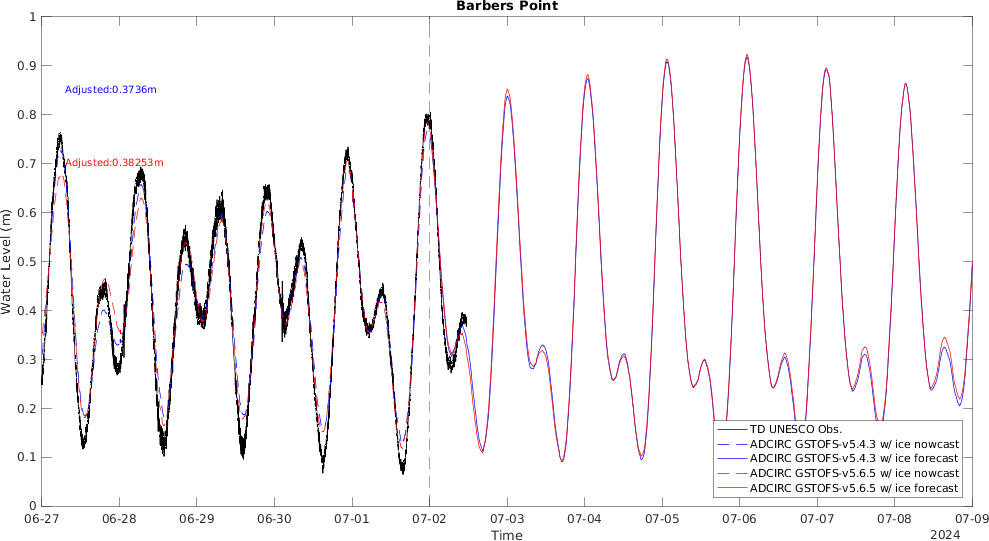 Barbers Point
1
0.9
0.8
0.7
0.6
0.5
0.4
0.3
0.2
0.1
0
Water Level (m)
Adjusted:0.3736m
Adjusted:0.38253m
TD UNESCO Obs.
ADCIRC GSTOFS-v5.4.3 w/ ice nowcast
ADCIRC GSTOFS-v5.4.3 w/ ice forecast
ADCIRC GSTOFS-v5.6.5 w/ ice nowcast
ADCIRC GSTOFS-v5.6.5 w/ ice forecast
06-27 06-28 06-29 06-30 07-01 07-02 07-03 07-04 07-05 07-06 07-07 07-08 07-09
Time
2024